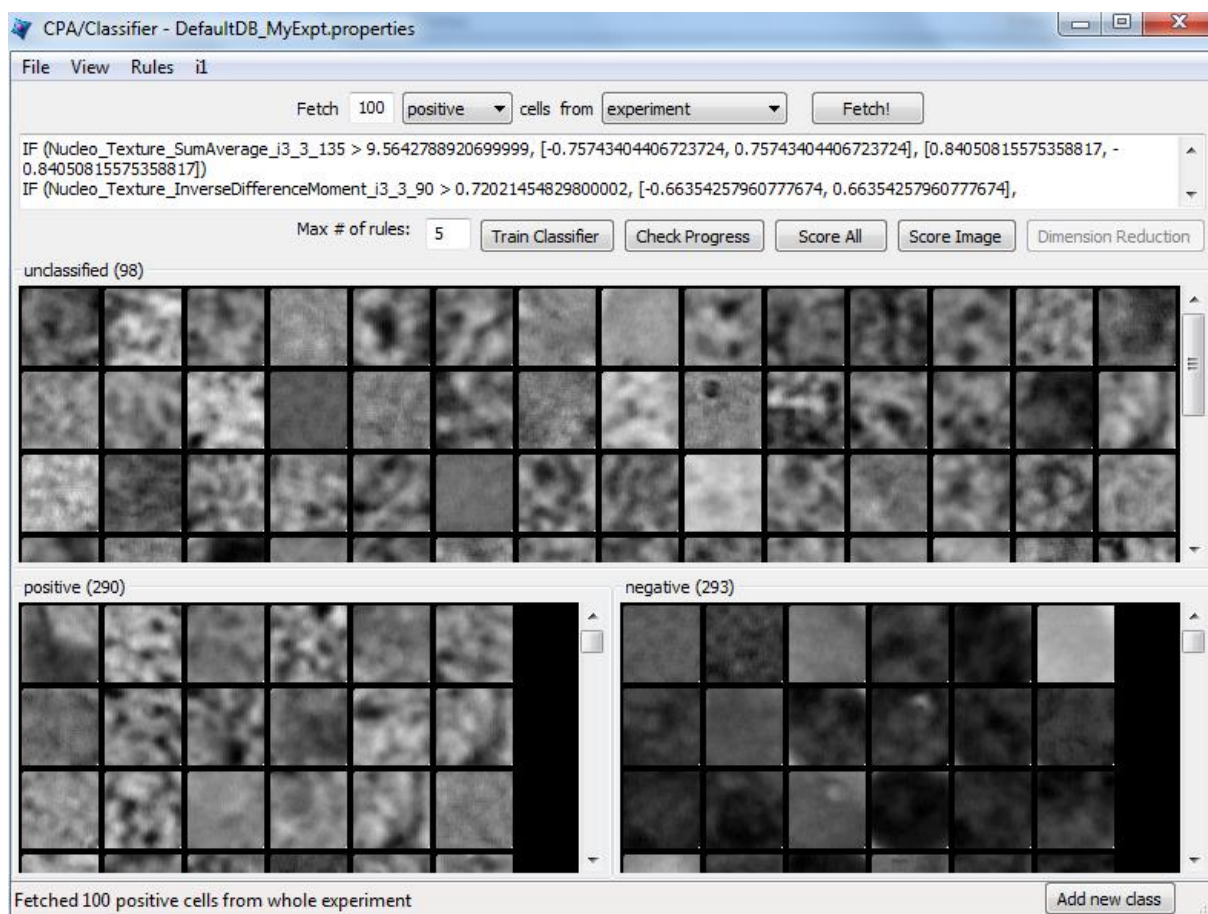 CPA/Classifier - DefaultDB_MyExpt.properties
File View Rules i1
Fetch 100 positive cells from experiment Fetch!
IF (Nucleo_Texture_SumAverage_i3_3_135 > 9.5642788920699999, [-0.75743404406723724, 0.75743404406723724], [0.84050815575358817, -
0.84050815575358817])
IF (Nucleo_Texture_InverseDifferenceMoment_i3_3_90 > 0.72021454829800002, [-0.66354257960777674, 0.66354257960777674],
Max # of rules: 5 Train Classifier Check Progress Score All Score Image Dimension Reduction
unclassified (98)
positive (290) negative (293)
Fetched 100 positive cells from whole experiment Add new class